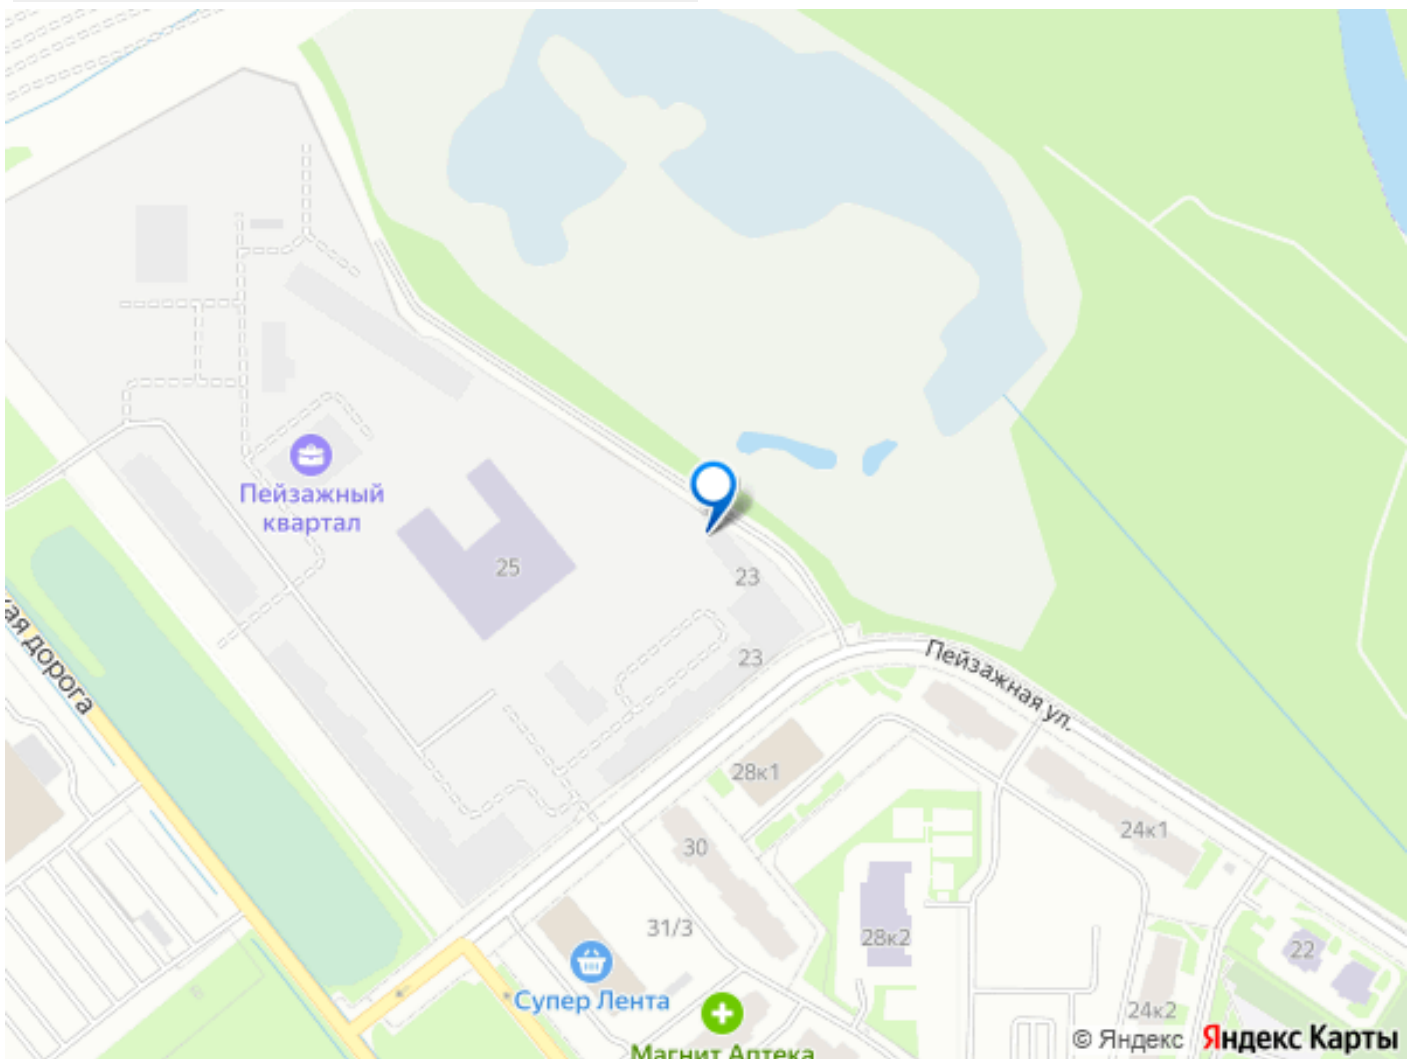 Пейзажный
квартал
25
23
23
Пейзажная ул.
кая дорога
28к1
24к1
30
31/3
28к2
22
Супер Лента
24к2
Магнит Аптека
© Яндекс Яндекс Карты